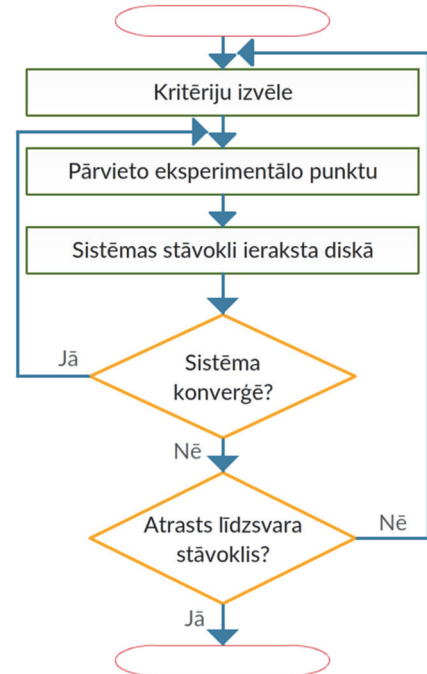 Kritēriju izvēle
Pārvieto eksperimentālo punktu
Sistēmas stāvokli ieraksta diskā
Sistēma
konverģē?
Jā
Nē
Atrasts līdzsvara
stāvoklis?
Nē
Jā